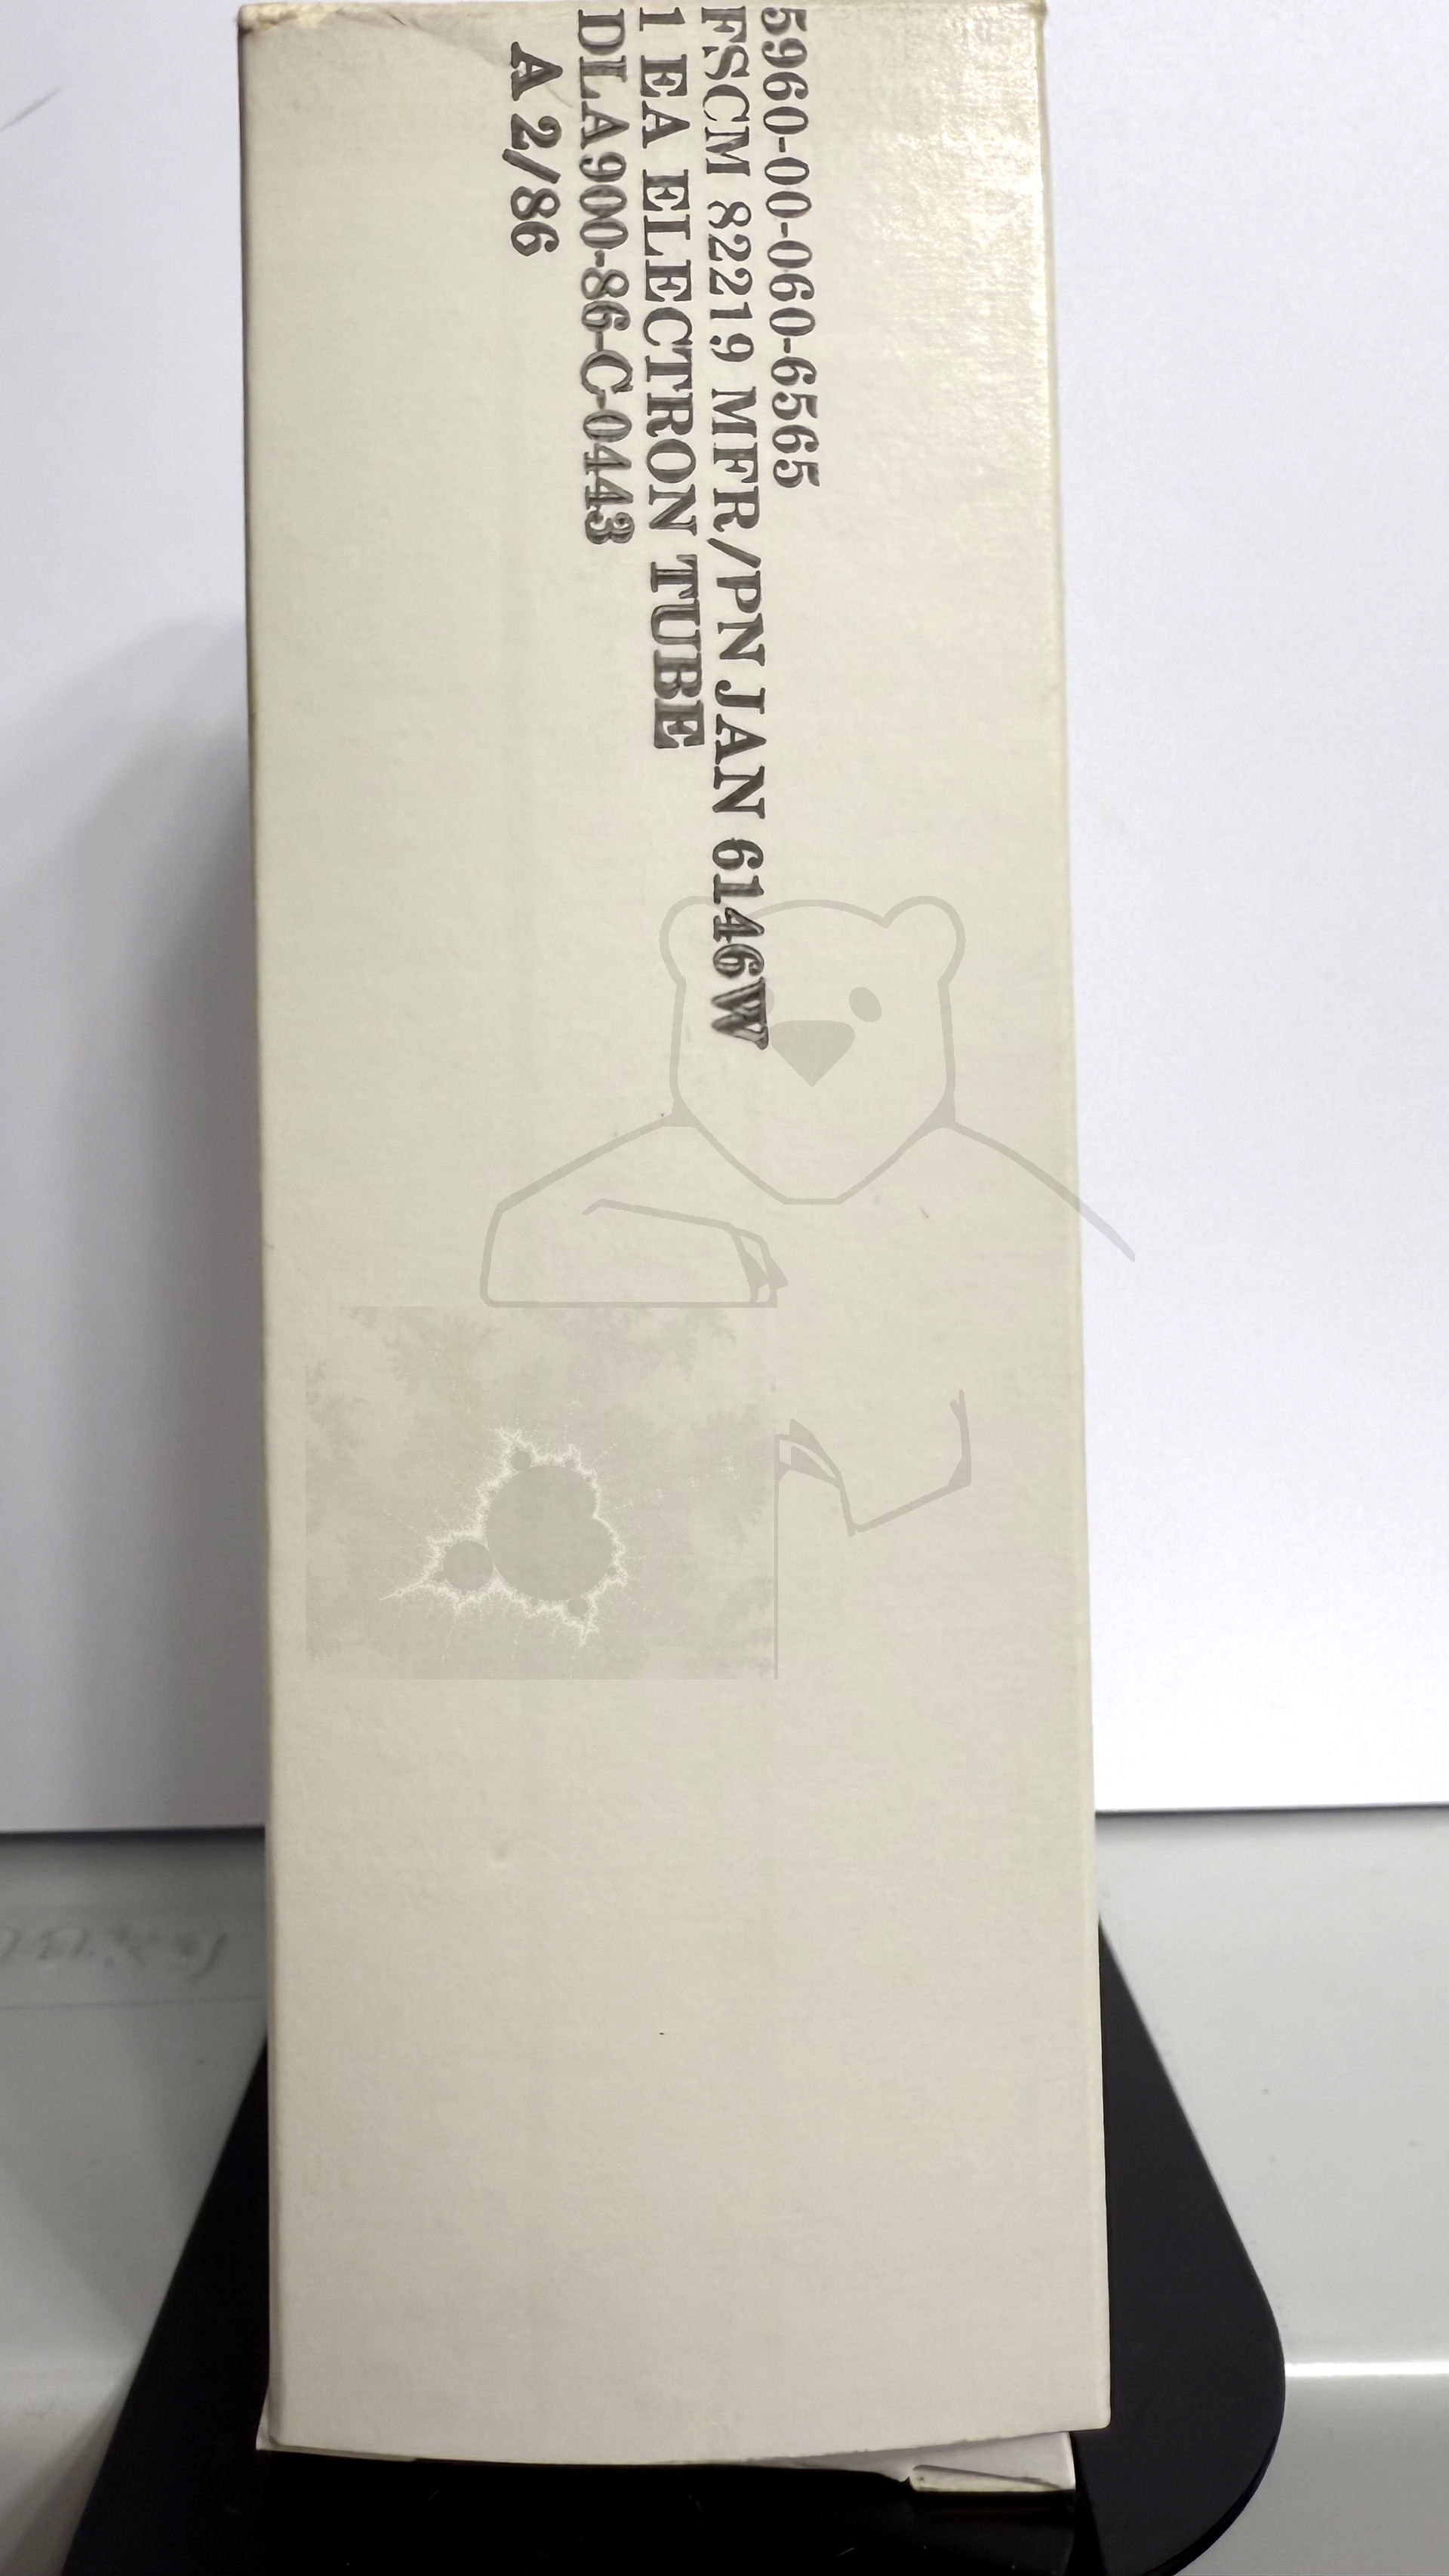 5960-00-060-6565
FSCM 82219 MFR/PN JAN 6146W
1 EA ELECTRON TUBE
DLA900-86-C-0443
A 2/86